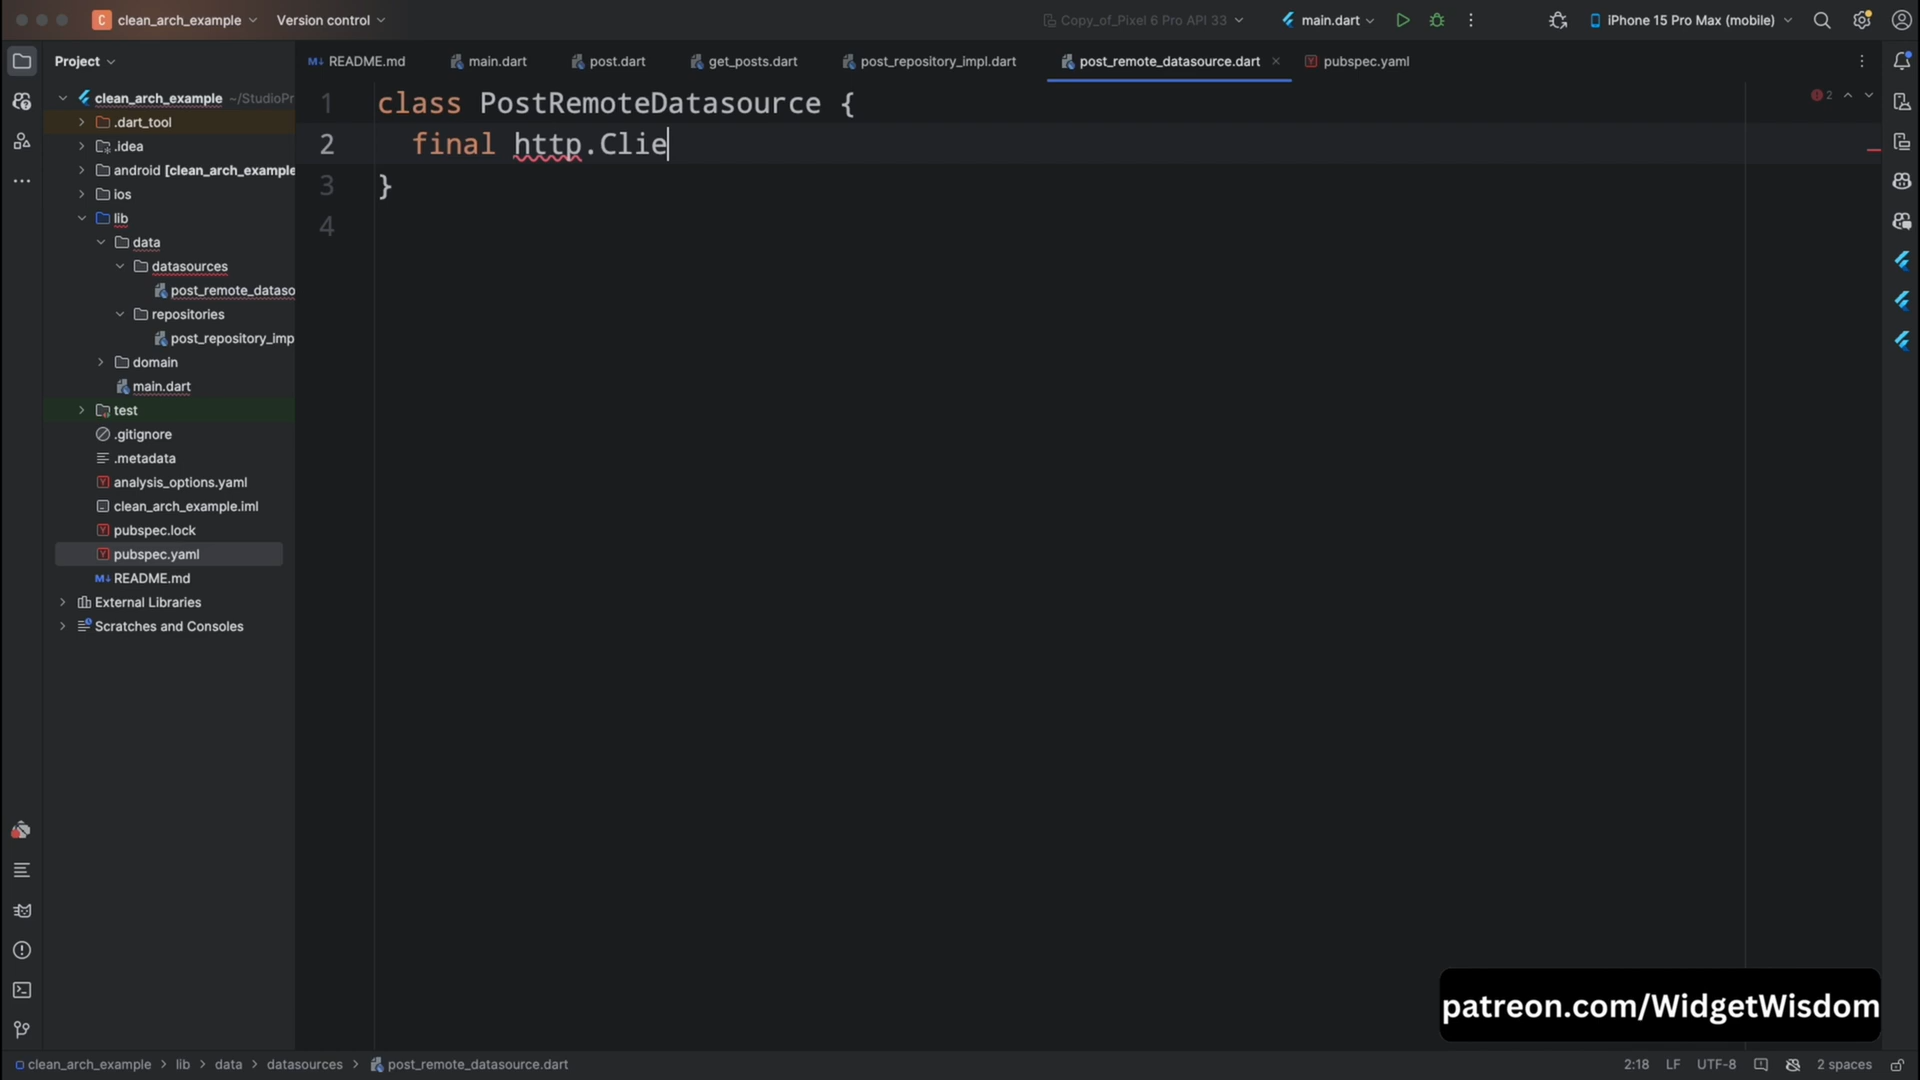 C clean_arch_example Version control Copy_of_Pixel 6 Pro API 33 main.dart iPhone 15 Pro Max (mobile)
Project
M↓ README.md main.dart post.dart get_posts.dart post_repository_impl.dart post_remote_datasource.dart pubspec.yaml
clean_arch_example ~/StudioPr
.dart_tool
.idea
android [clean_arch_example
ios
lib
data
datasources
post_remote_dataso
repositories
post_repository_imp
domain
main.dart
test
.gitignore
.metadata
analysis_options.yaml
clean_arch_example.iml
pubspec.lock
pubspec.yaml
M↓ README.md
External Libraries
Scratches and Consoles
1 class PostRemoteDatasource {
2 final http.Clie
3 }
4
2
patreon.com/WidgetWisdom
clean_arch_example > lib > data > datasources > post_remote_datasource.dart
2:18 LF UTF-8 2 spaces